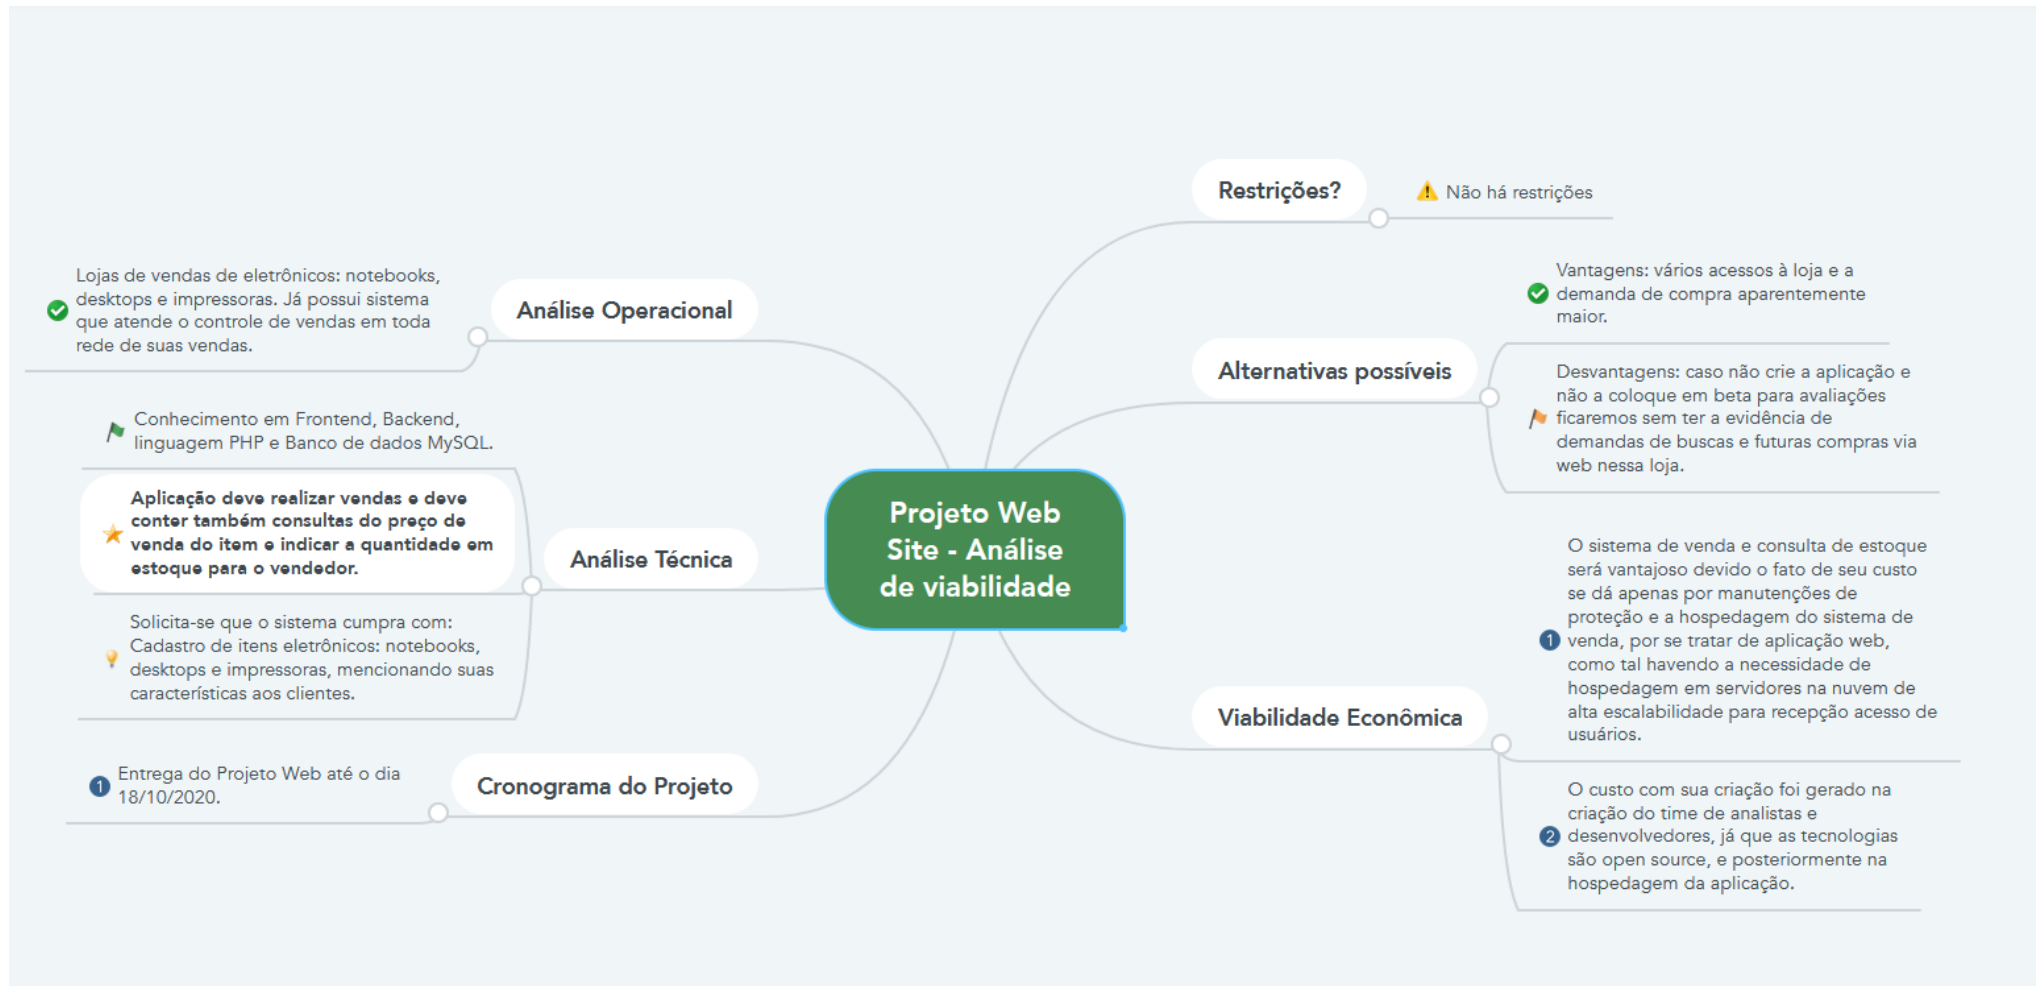 Projeto Web
Site - Análise
de viabilidade
Restrições?
Não há restrições
Alternativas possíveis
Vantagens: vários acessos à loja e a
demanda de compra aparentemente
maior.
Desvantagens: caso não crie a aplicação e
não a coloque em beta para avaliações
ficaremos sem ter a evidência de
demandas de buscas e futuras compras via
web nessa loja.
Viabilidade Econômica
O sistema de venda e consulta de estoque
será vantajoso devido o fato de seu custo
se dá apenas por manutenções de
proteção e a hospedagem do sistema de
1 venda, por se tratar de aplicação web,
como tal havendo a necessidade de
hospedagem em servidores na nuvem de
alta escalabilidade para recepção acesso de
usuários.
O custo com sua criação foi gerado na
criação do time de analistas e
2 desenvolvedores, já que as tecnologias
são open source, e posteriormente na
hospedagem da aplicação.
Análise Operacional
Lojas de vendas de eletrônicos: notebooks,
desktops e impressoras. Já possui sistema
que atende o controle de vendas em toda
rede de suas vendas.
Análise Técnica
Conhecimento em Frontend, Backend,
linguagem PHP e Banco de dados MySQL.
Aplicação deve realizar vendas e deve
conter também consultas do preço de
venda do item e indicar a quantidade em
estoque para o vendedor.
Solicita-se que o sistema cumpra com:
Cadastro de itens eletrônicos: notebooks,
desktops e impressoras, mencionando suas
características aos clientes.
Cronograma do Projeto
1 Entrega do Projeto Web até o dia
18/10/2020.